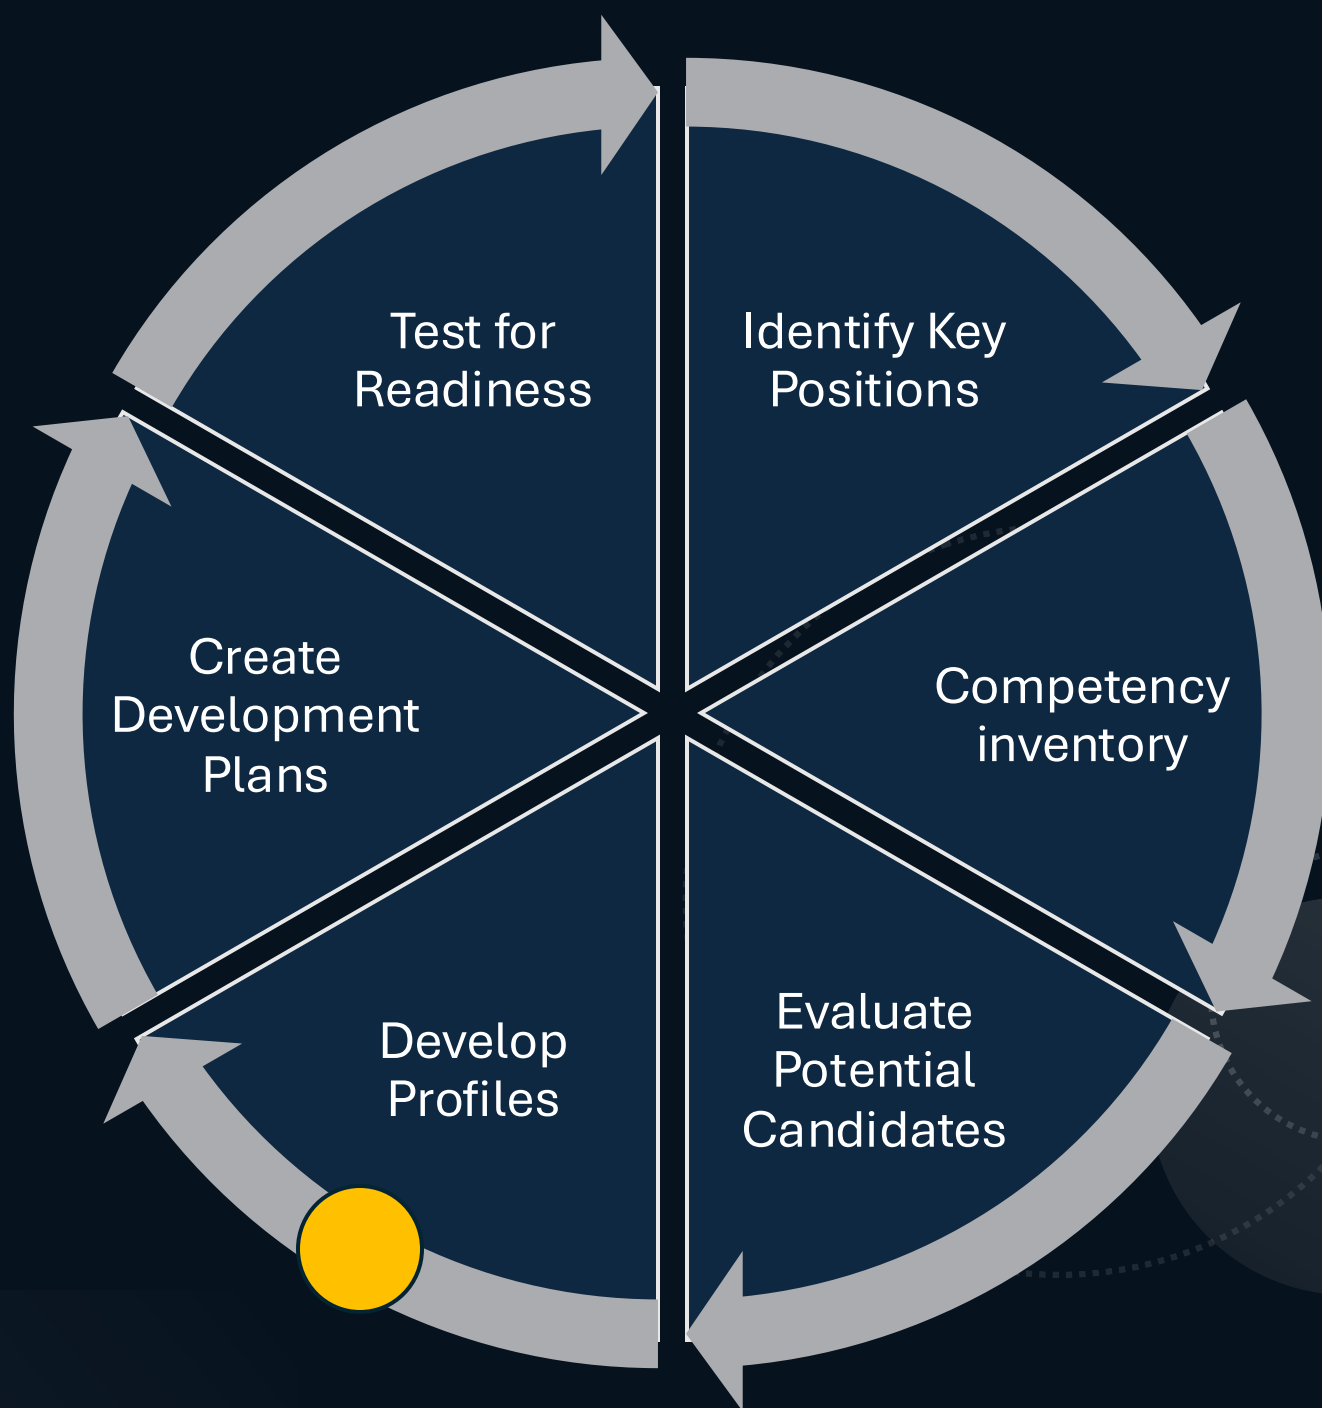 Test for
Readiness
Identify Key
Positions
Create
Development
Plans
Competency
inventory
Develop
Profiles
Evaluate
Potential
Candidates